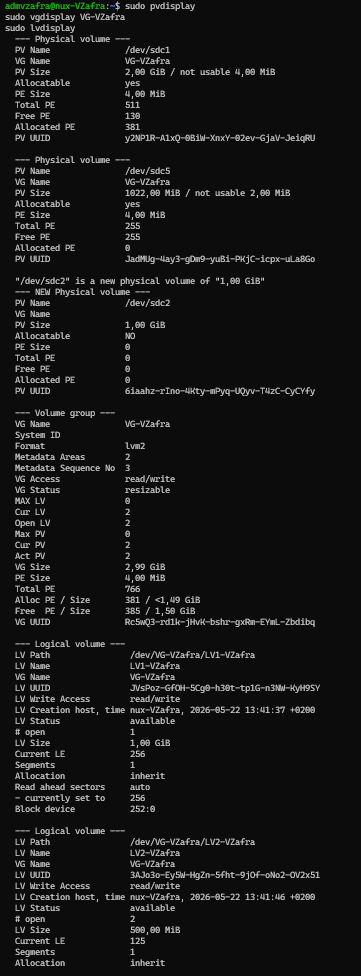 admvzafra@nux-VZafra:~$ sudo pvdisplay
sudo vgdisplay VG-VZafra
sudo lvdisplay
--- Physical volume ---
PV Name /dev/sdc1
VG Name VG-VZafra
PV Size 2,00 GiB / not usable 4,00 MiB
Allocatable yes
PE Size 4,00 MiB
Total PE 511
Free PE 130
Allocated PE 381
PV UUID y2NP1R-A1xQ-0BiW-XnxY-02ev-GjaV-JeiqRU
--- Physical volume ---
PV Name /dev/sdc5
VG Name VG-VZafra
PV Size 1022,00 MiB / not usable 2,00 MiB
Allocatable yes
PE Size 4,00 MiB
Total PE 255
Free PE 255
Allocated PE 0
PV UUID JadMUg-4ay3-gDm9-yuBi-PKjC-icpx-uLa8Go
"/dev/sdc2" is a new physical volume of "1,00 GiB"
--- NEW Physical volume ---
PV Name /dev/sdc2
VG Name
PV Size 1,00 GiB
Allocatable NO
PE Size 0
Total PE 0
Free PE 0
Allocated PE 0
PV UUID 6iaahz-rIno-4Kty-mPyq-UQyv-T4zC-CyCYfy
--- Volume group ---
VG Name VG-VZafra
System ID
Format lvm2
Metadata Areas 2
Metadata Sequence No 3
VG Access read/write
VG Status resizable
MAX LV 0
Cur LV 2
Open LV 2
Max PV 0
Cur PV 2
Act PV 2
VG Size 2,99 GiB
PE Size 4,00 MiB
Total PE 766
Alloc PE / Size 381 / <1,49 GiB
Free PE / Size 385 / 1,50 GiB
VG UUID Rc5wQ3-rd1k-jHvK-bshr-gxRm-EYmL-Zbdibq
--- Logical volume ---
LV Path /dev/VG-VZafra/LV1-VZafra
LV Name LV1-VZafra
VG Name VG-VZafra
LV UUID JVsPoz-GfOH-5Cg0-h30t-tp1G-n3NW-KyH9SY
LV Write Access read/write
LV Creation host, time nux-VZafra, 2026-05-22 13:41:37 +0200
LV Status available
# open 1
LV Size 1,00 GiB
Current LE 256
Segments 1
Allocation inherit
Read ahead sectors auto
- currently set to 256
Block device 252:0
--- Logical volume ---
LV Path /dev/VG-VZafra/LV2-VZafra
LV Name LV2-VZafra
VG Name VG-VZafra
LV UUID 3AJo3o-Ey5W-HgZn-5fht-9jOf-oNo2-OV2x51
LV Write Access read/write
LV Creation host, time nux-VZafra, 2026-05-22 13:41:46 +0200
LV Status available
# open 2
LV Size 500,00 MiB
Current LE 125
Segments 1
Allocation inherit